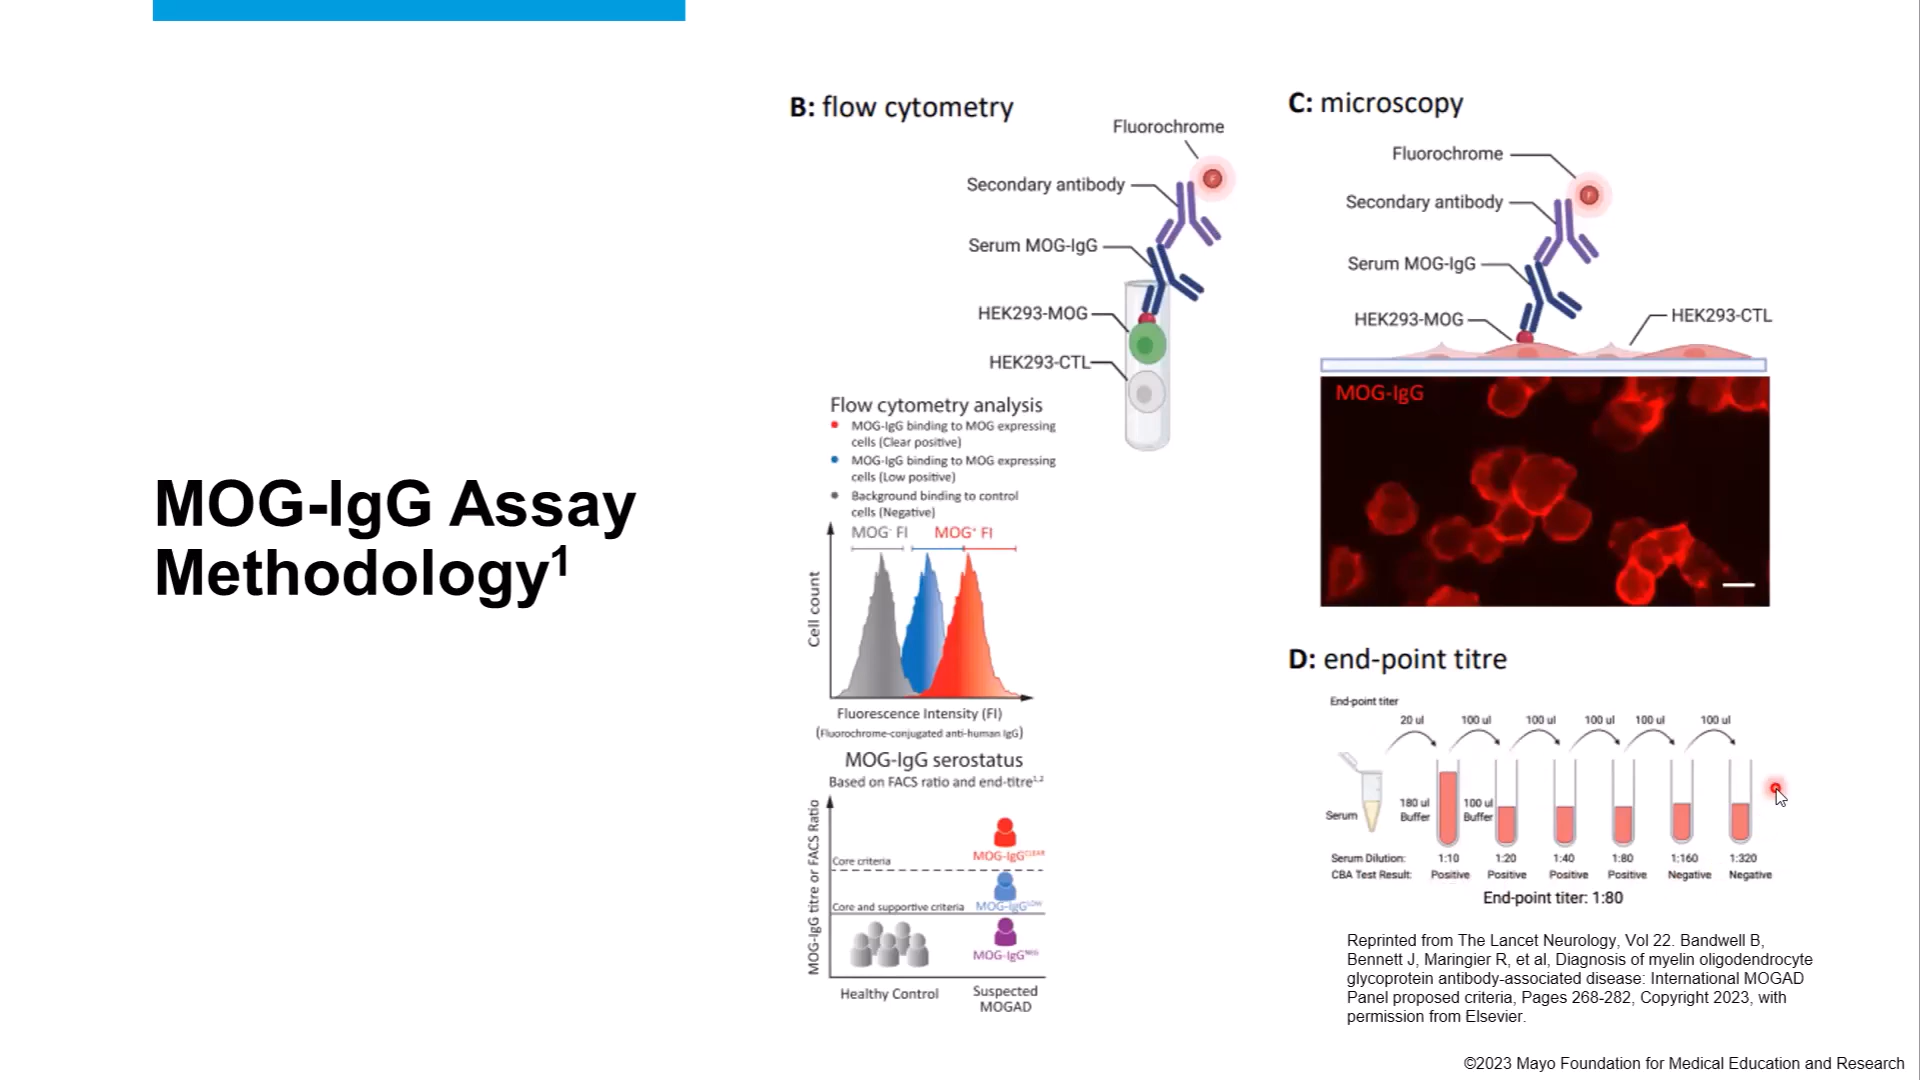 MOG-IgG Assay
Methodology1
B: flow cytometry
Fluorochrome
Secondary antibody
Serum MOG-IgG
HEK293-MOG
HEK293-CTL
Flow cytometry analysis
MOG-IgG binding to MOG expressing
cells (Clear positive)
MOG-IgG binding to MOG expressing
cells (Low positive)
Background binding to control
cells (Negative)
MOG- FI MOG+ FI
Cell count
Fluorescence Intensity (FI)
(Fluorochrome-conjugated anti-human IgG)
MOG-IgG serostatus
Based on FACS ratio and end-titre1,2
MOG-IgG titre or FACS Ratio
Core criteria
MOG-IgGCLEAR
Core and supportive criteria
MOG-IgGLOW
MOG-IgGNEG
Healthy Control
Suspected
MOGAD
C: microscopy
Fluorochrome
Secondary antibody
Serum MOG-IgG
HEK293-MOG
HEK293-CTL
MOG-IgG
D: end-point titre
End-point titer
20 ul 100 ul 100 ul 100 ul 100 ul 100 ul
Serum
180 ul
Buffer
100 ul
Buffer
Serum Dilution: 1:10 1:20 1:40 1:80 1:160 1:320
CBA Test Result: Positive Positive Positive Positive Negative Negative
End-point titer: 1:80
Reprinted from The Lancet Neurology, Vol 22. Bandwell B,
Bennett J, Maringier R, et al, Diagnosis of myelin oligodendrocyte
glycoprotein antibody-associated disease: International MOGAD
Panel proposed criteria, Pages 268-282, Copyright 2023, with
permission from Elsevier.
©2023 Mayo Foundation for Medical Education and Research